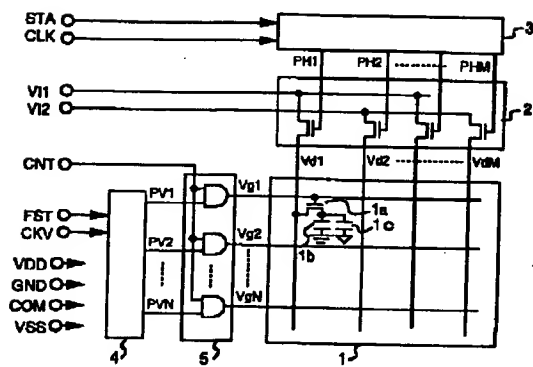 STA
CLK
3
PH1 PH2 PHM
VI1
VI2
2
Vd1 Vd2 VdM
CNT
PV1 Vg1
1a
1c
FST
CKV
PV2 Vg2
1b
VDD
GND
COM
VSS
PVN VgN
4 5 1